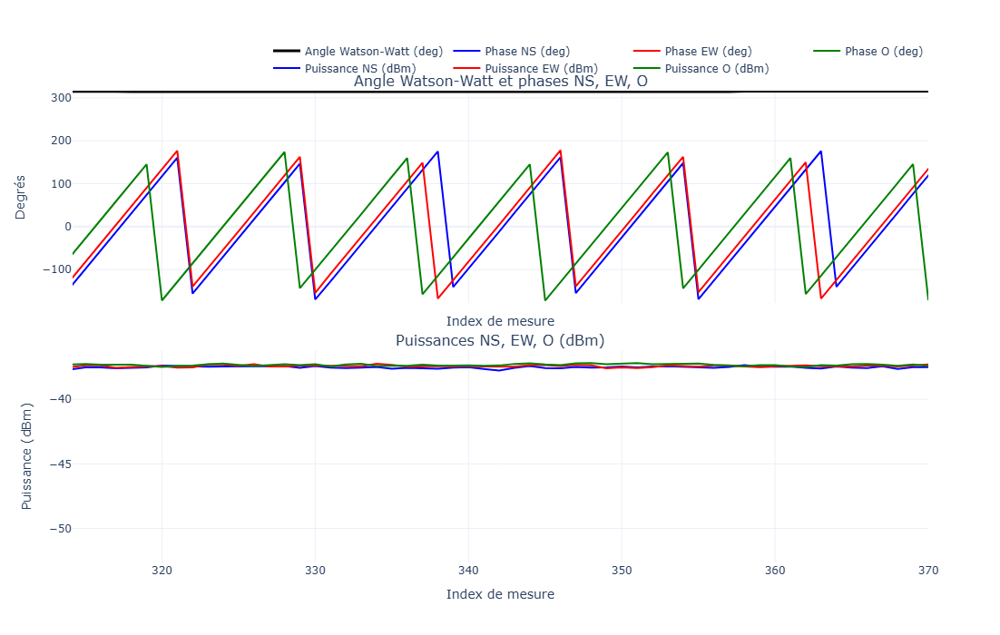 Angle Watson-Watt (deg) Phase NS (deg) Phase EW (deg) Phase O (deg)
Puissance NS (dBm) Puissance EW (dBm) Puissance O (dBm)
Angle Watson-Watt et phases NS, EW, O
300
200
100
0
−100
Degrés
Index de mesure
Puissances NS, EW, O (dBm)
−40
−45
−50
Puissance (dBm)
320 330 340 350 360 370
Index de mesure